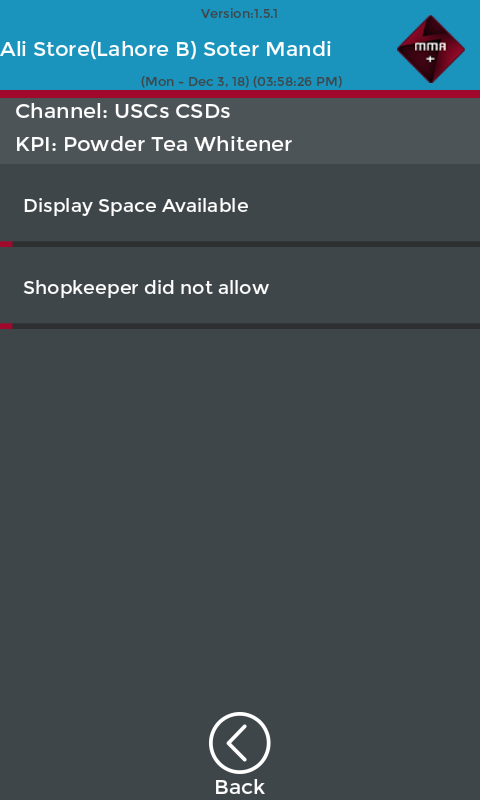 Version:1.5.1
Ali Store(Lahore B) Soter Mandi
MMA
+
(Mon - Dec 3, 18) (03:58:26 PM)
Channel: USCs CSDs
KPI: Powder Tea Whitener
Display Space Available
Shopkeeper did not allow
Back